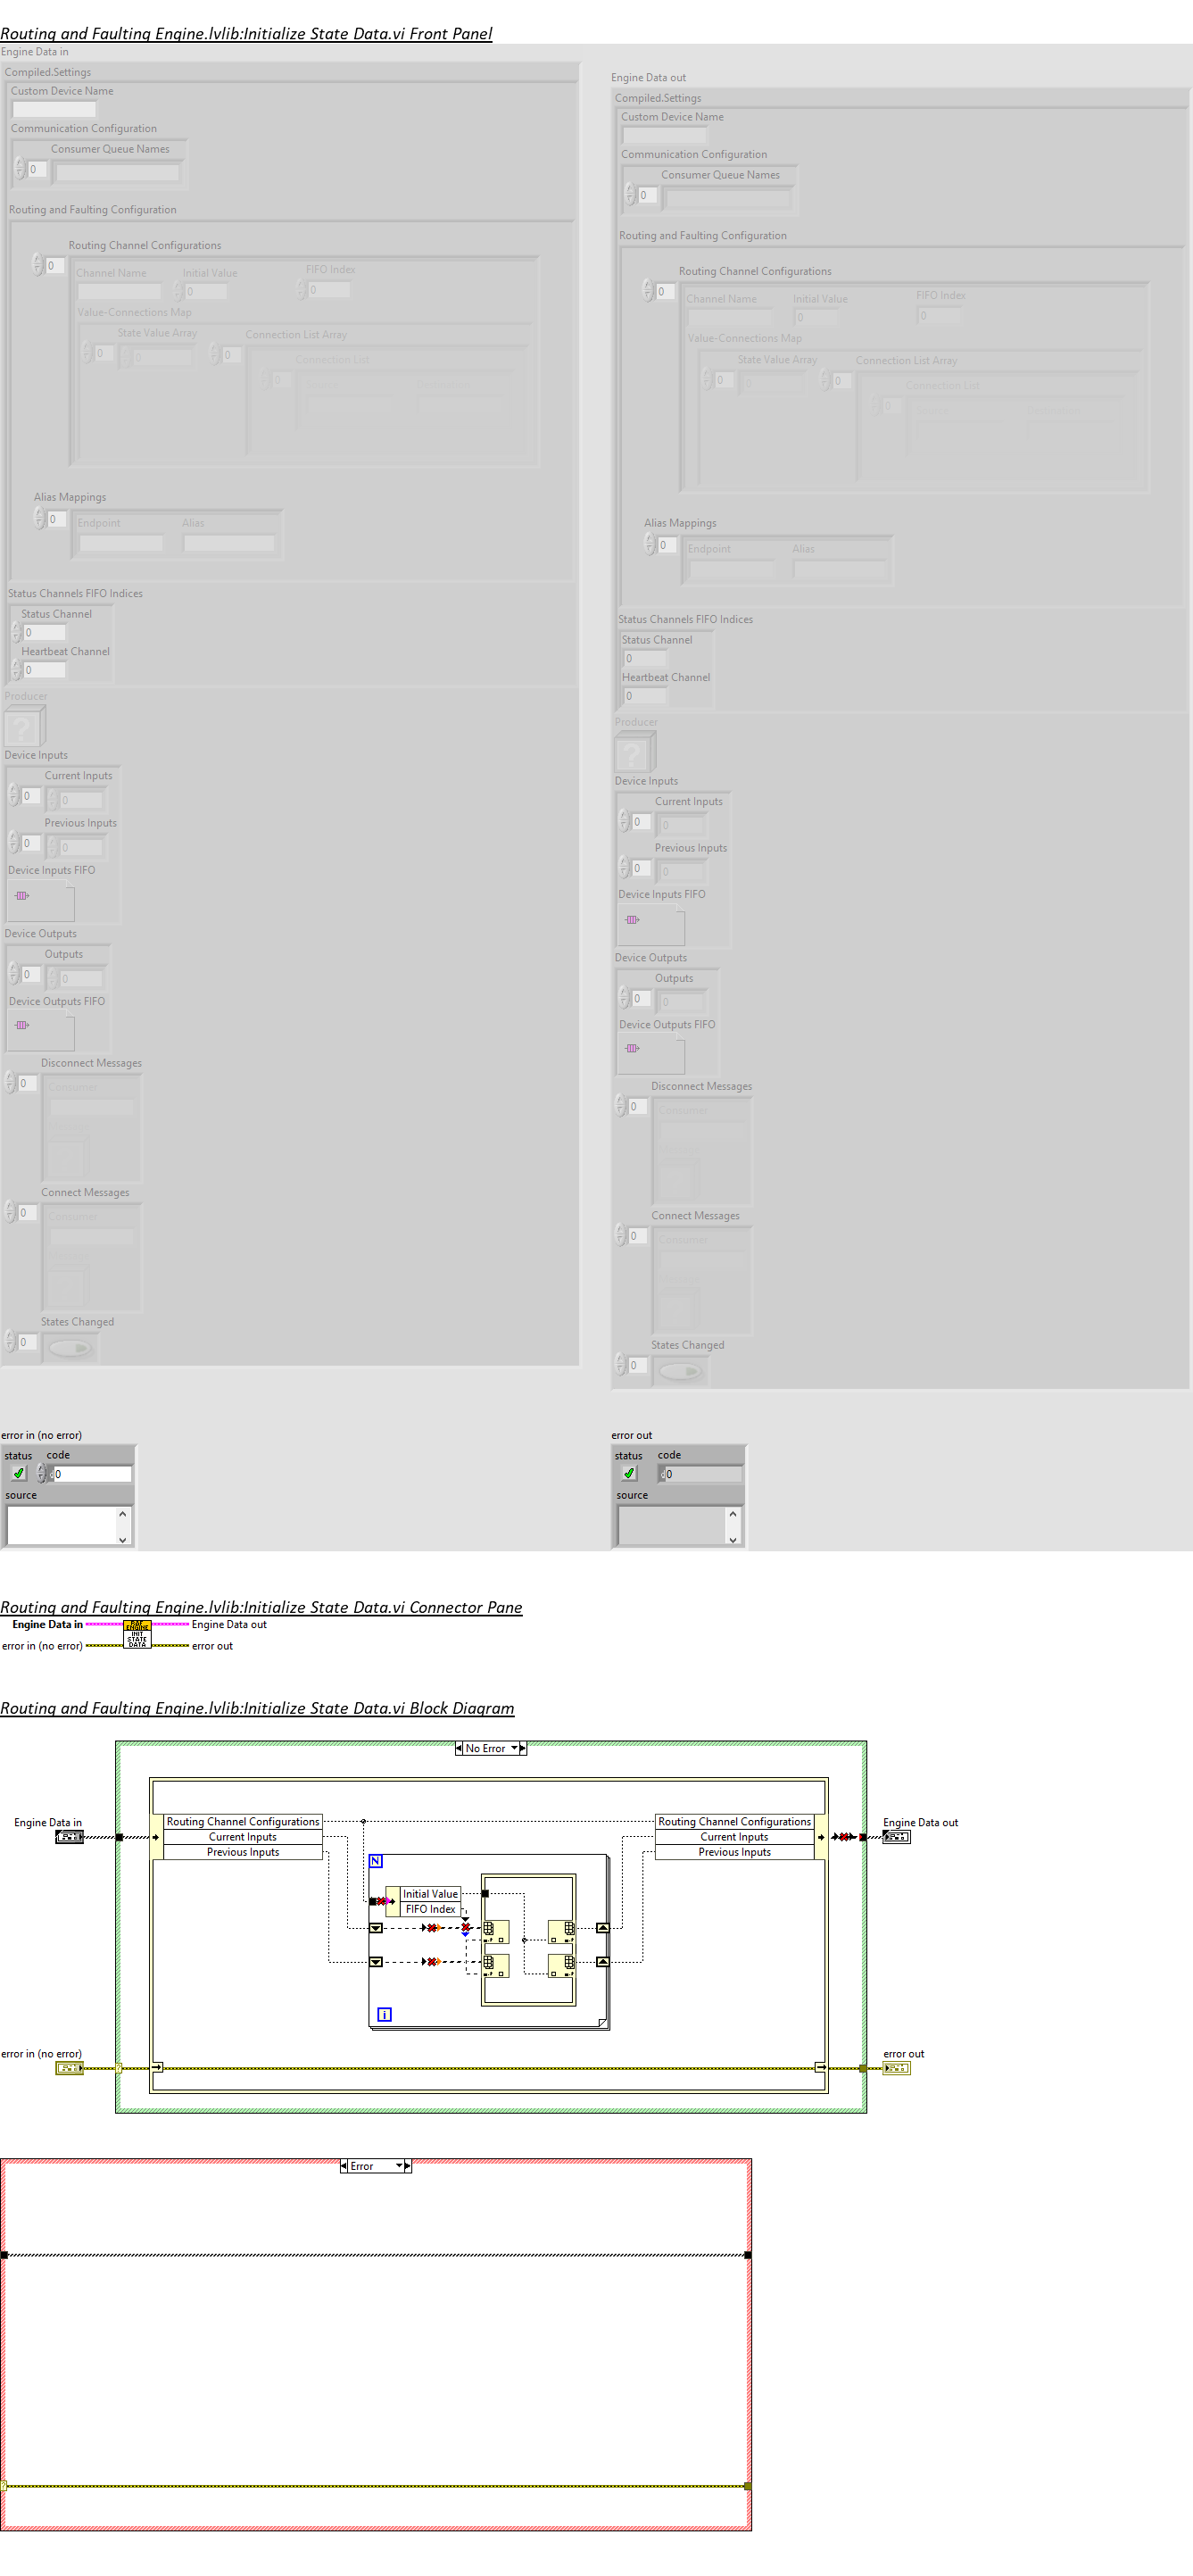 Routing and Faulting Engine.lvlib:Initialize State Data.vi Front Panel
Engine Data in
Compiled.Settings
Custom Device Name
Communication Configuration
Consumer Queue Names
0
Routing and Faulting Configuration
Routing Channel Configurations
0
Channel Name Initial Value FIFO Index
0 0
Value-Connections Map
State Value Array Connection List Array
0 0 0
Connection List
0
Alias Mappings
0
Endpoint Alias
Status Channels FIFO Indices
Status Channel
0
Heartbeat Channel
0
Producer
?
Device Inputs
Current Inputs
0 0
Previous Inputs
0 0
Device Inputs FIFO
Device Outputs
Outputs
0 0
Device Outputs FIFO
Disconnect Messages
0
Consumer
Connect Messages
0
Consumer
States Changed
0
Engine Data out
Compiled.Settings
Custom Device Name
Communication Configuration
Consumer Queue Names
0
Routing and Faulting Configuration
Routing Channel Configurations
0
Channel Name Initial Value FIFO Index
0 0
Value-Connections Map
State Value Array Connection List Array
0 0 0
Connection List
0
Alias Mappings
0
Endpoint Alias
Status Channels FIFO Indices
Status Channel
0
Heartbeat Channel
0
Producer
?
Device Inputs
Current Inputs
0 0
Previous Inputs
0 0
Device Inputs FIFO
Device Outputs
Outputs
0 0
Device Outputs FIFO
Disconnect Messages
0
Consumer
Connect Messages
0
Consumer
States Changed
0
error in (no error)
status code
0
source
error out
status code
0
source
Routing and Faulting Engine.lvlib:Initialize State Data.vi Connector Pane
Engine Data in
error in (no error)
RAF
ENGINE
INIT
STATE
DATA
Engine Data out
error out
Routing and Faulting Engine.lvlib:Initialize State Data.vi Block Diagram
No Error
Engine Data in
Routing Channel Configurations
Current Inputs
Previous Inputs
N
Initial Value
FIFO Index
i
Routing Channel Configurations
Current Inputs
Previous Inputs
Engine Data out
error in (no error)
?
error out
Error
?